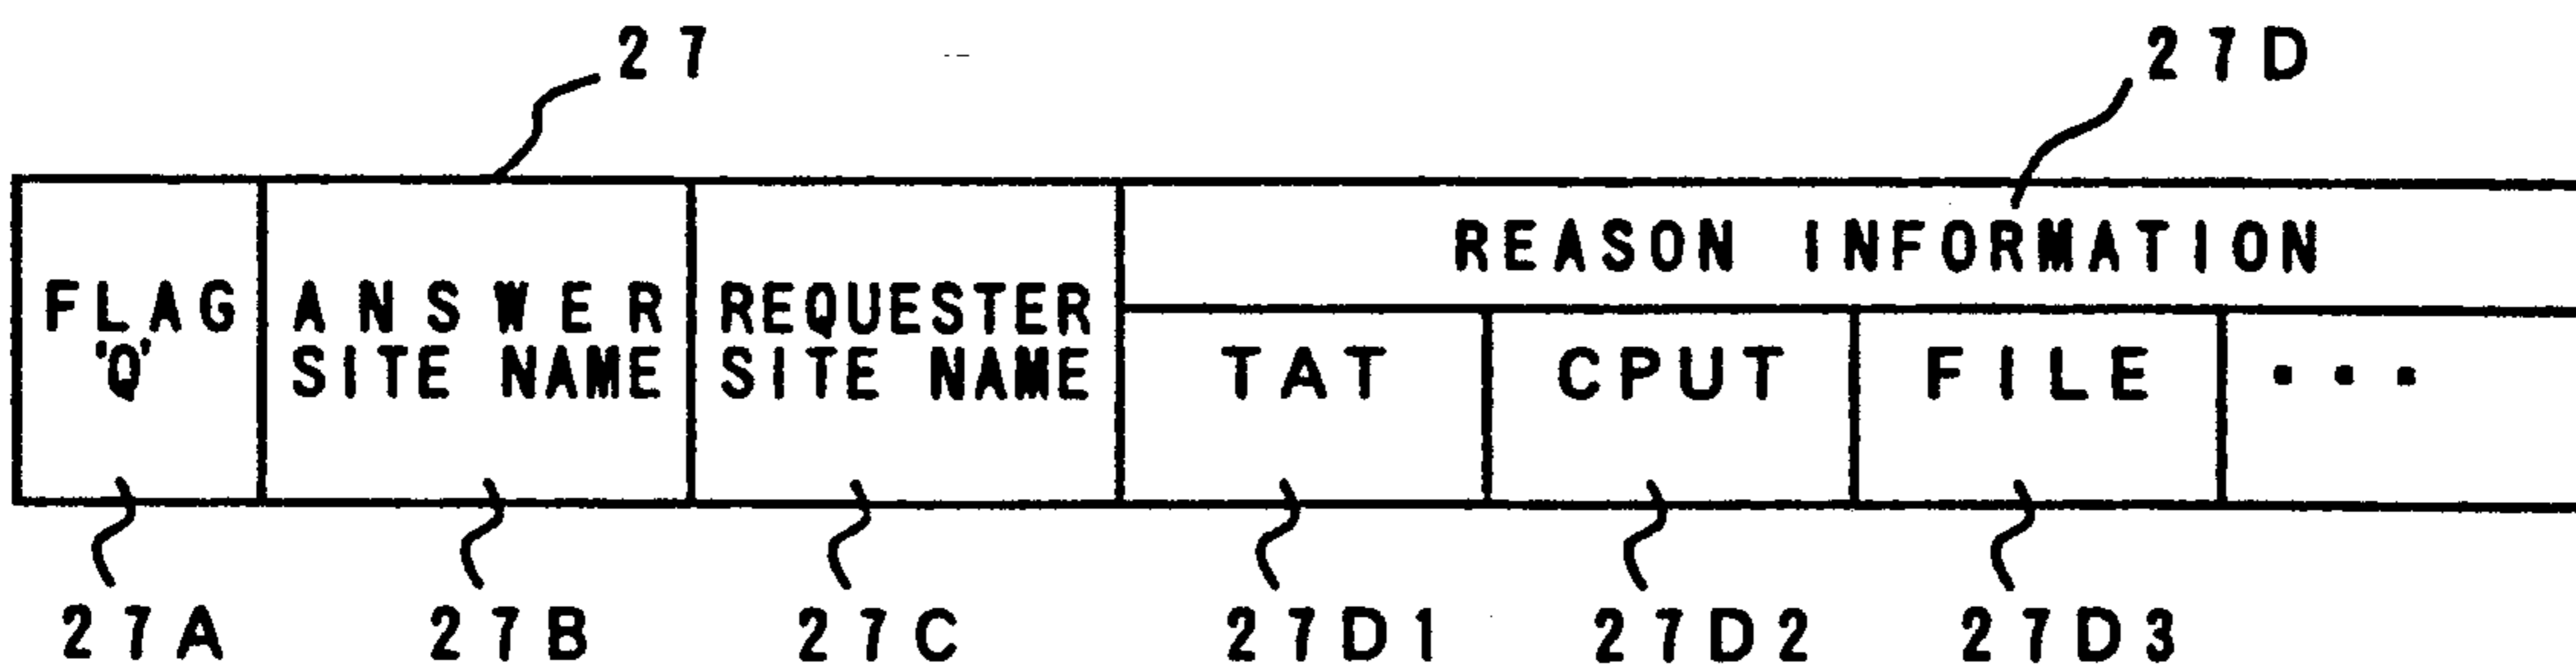 27
27D
FLAG
'Q'
ANSWER
SITE NAME
REQUESTER
SITE NAME
REASON INFORMATION
TAT
CPUT
FILE
...
27A
27B
27C
27D1
27D2
27D3